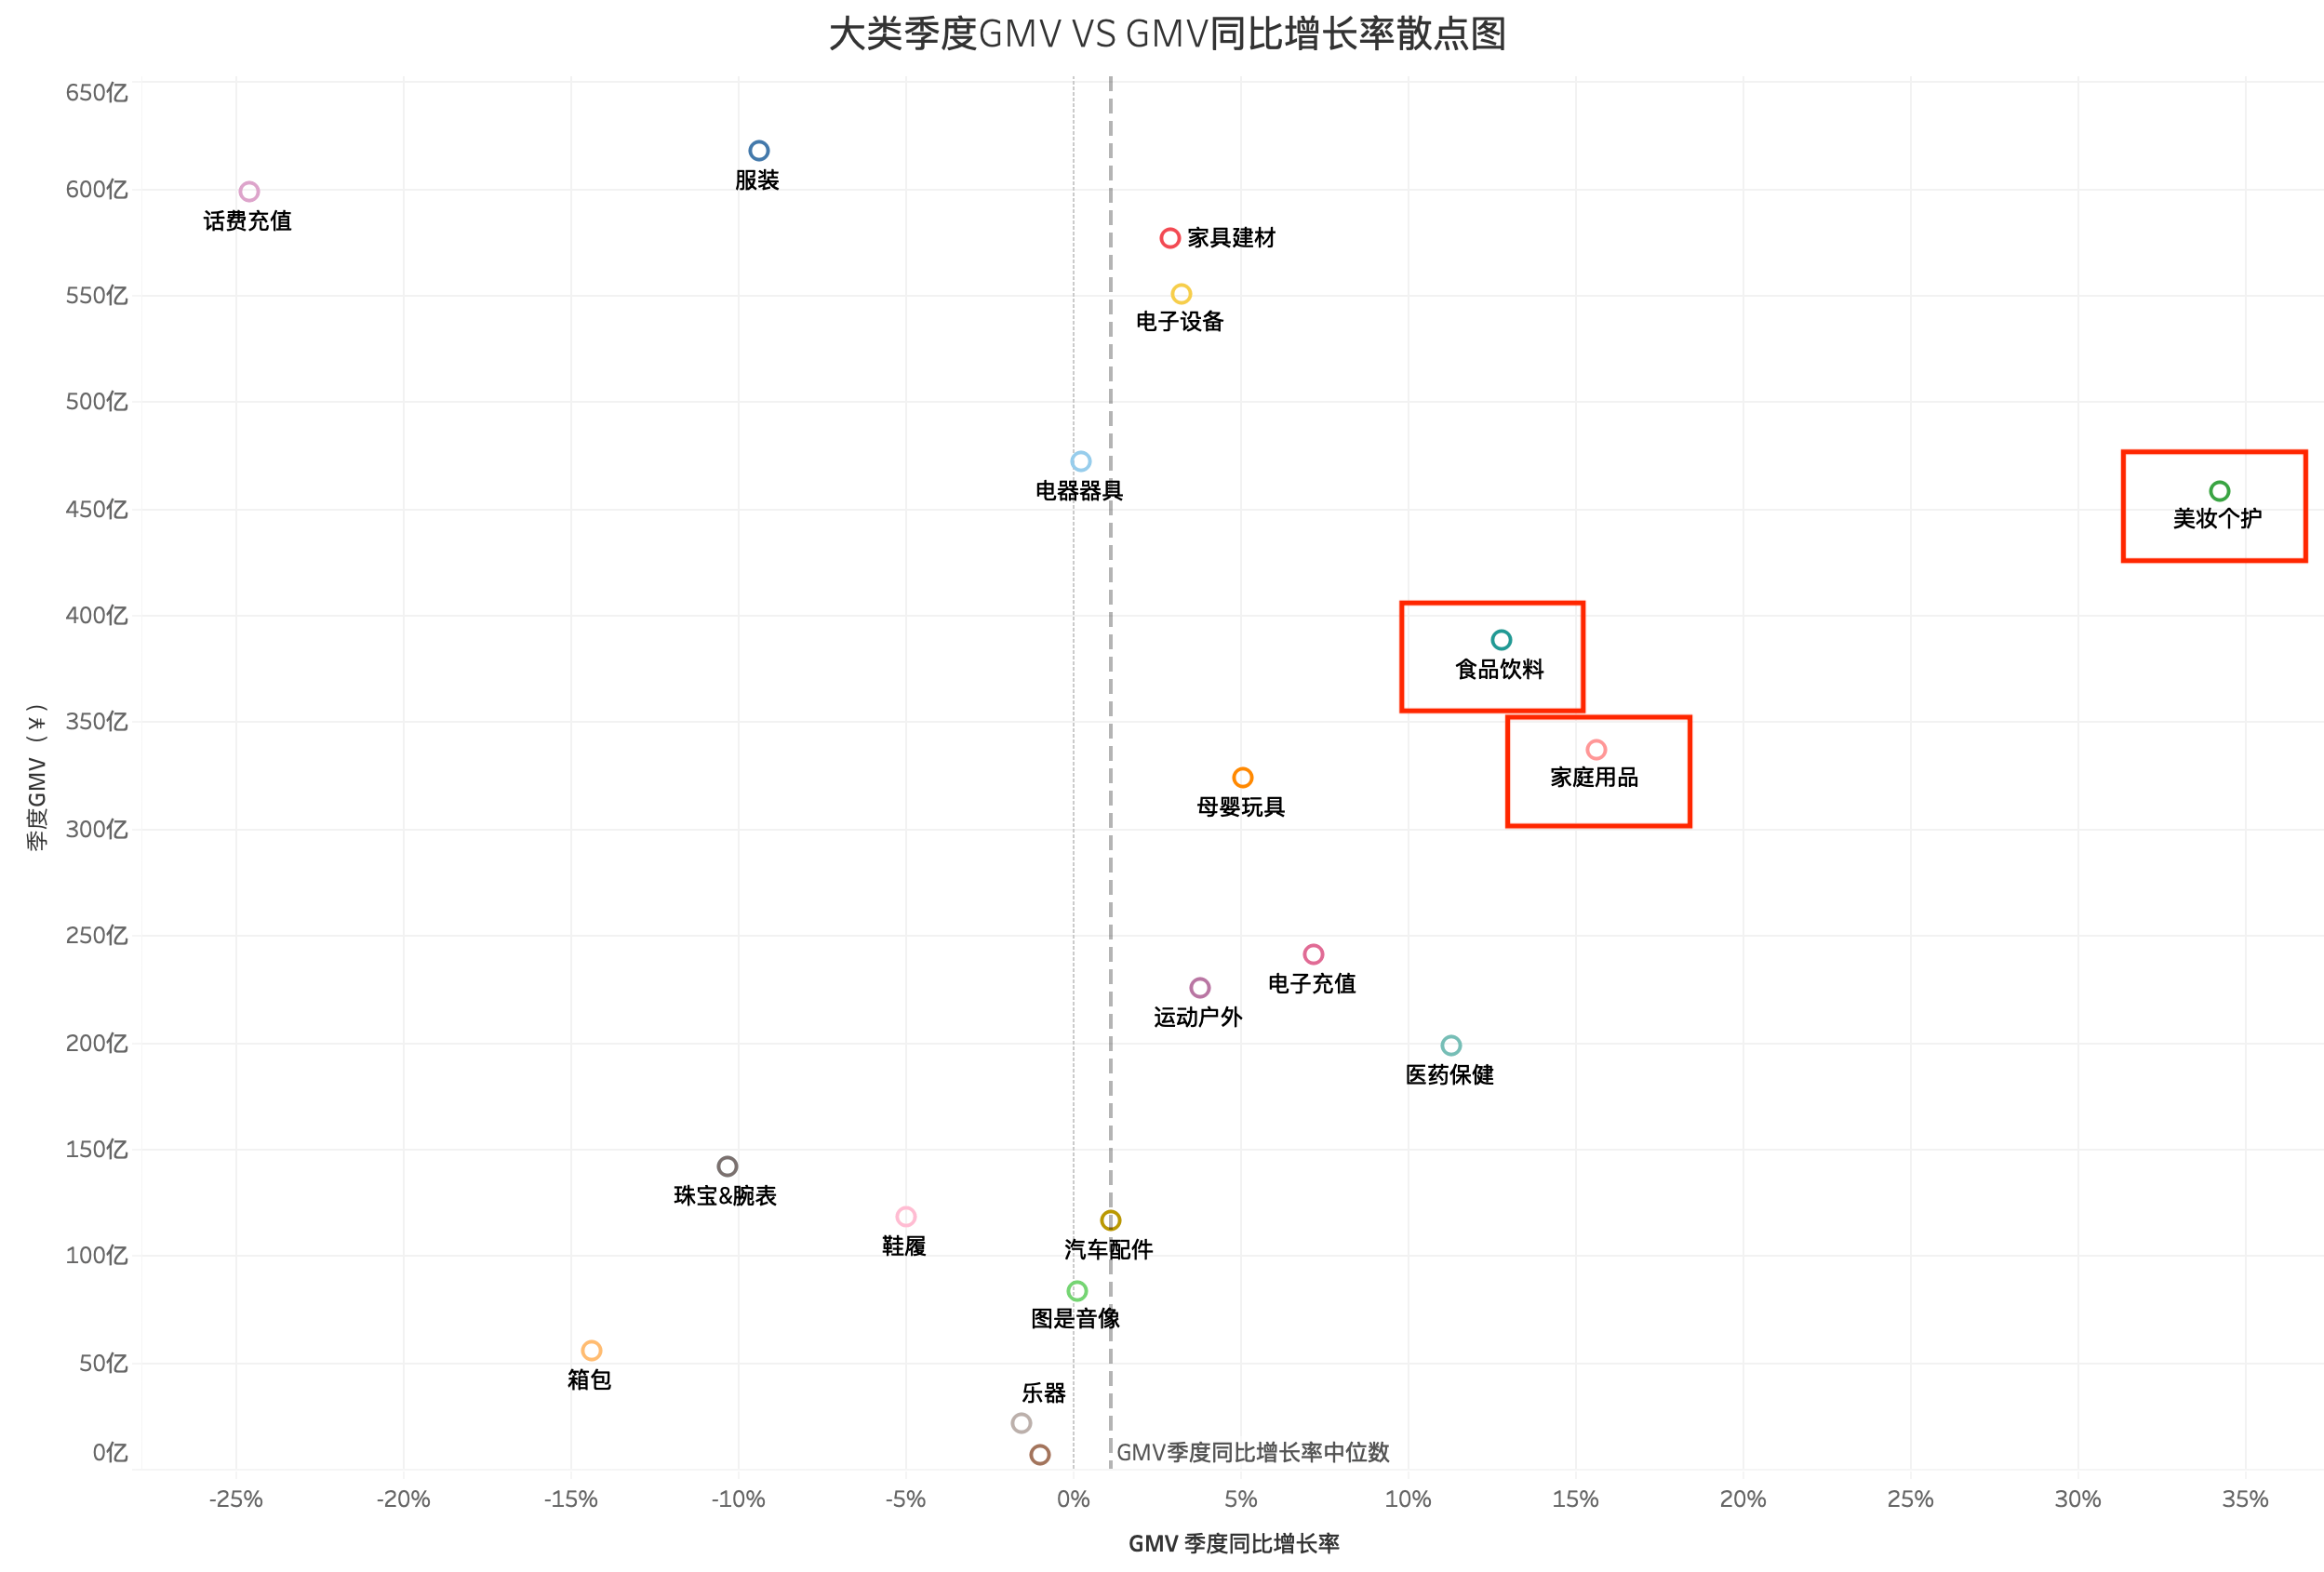 大类季度GMV VS GMV同比增长率散点图
650亿
服装
600亿
话费充值
家具建材
550亿
电子设备
500亿
电器器具
450亿
美妆个护
400亿
食品饮料
350亿
家庭用品
母婴玩具
300亿
季度GMV（¥）
250亿
电子充值
运动户外
200亿
医药保健
150亿
珠宝&腕表
鞋履
汽车配件
100亿
图是音像
50亿
箱包
乐器
0亿
GMV季度同比增长率中位数
-25%
-20%
-15%
-10%
-5%
0%
5%
10%
15%
20%
25%
30%
35%
GMV 季度同比增长率